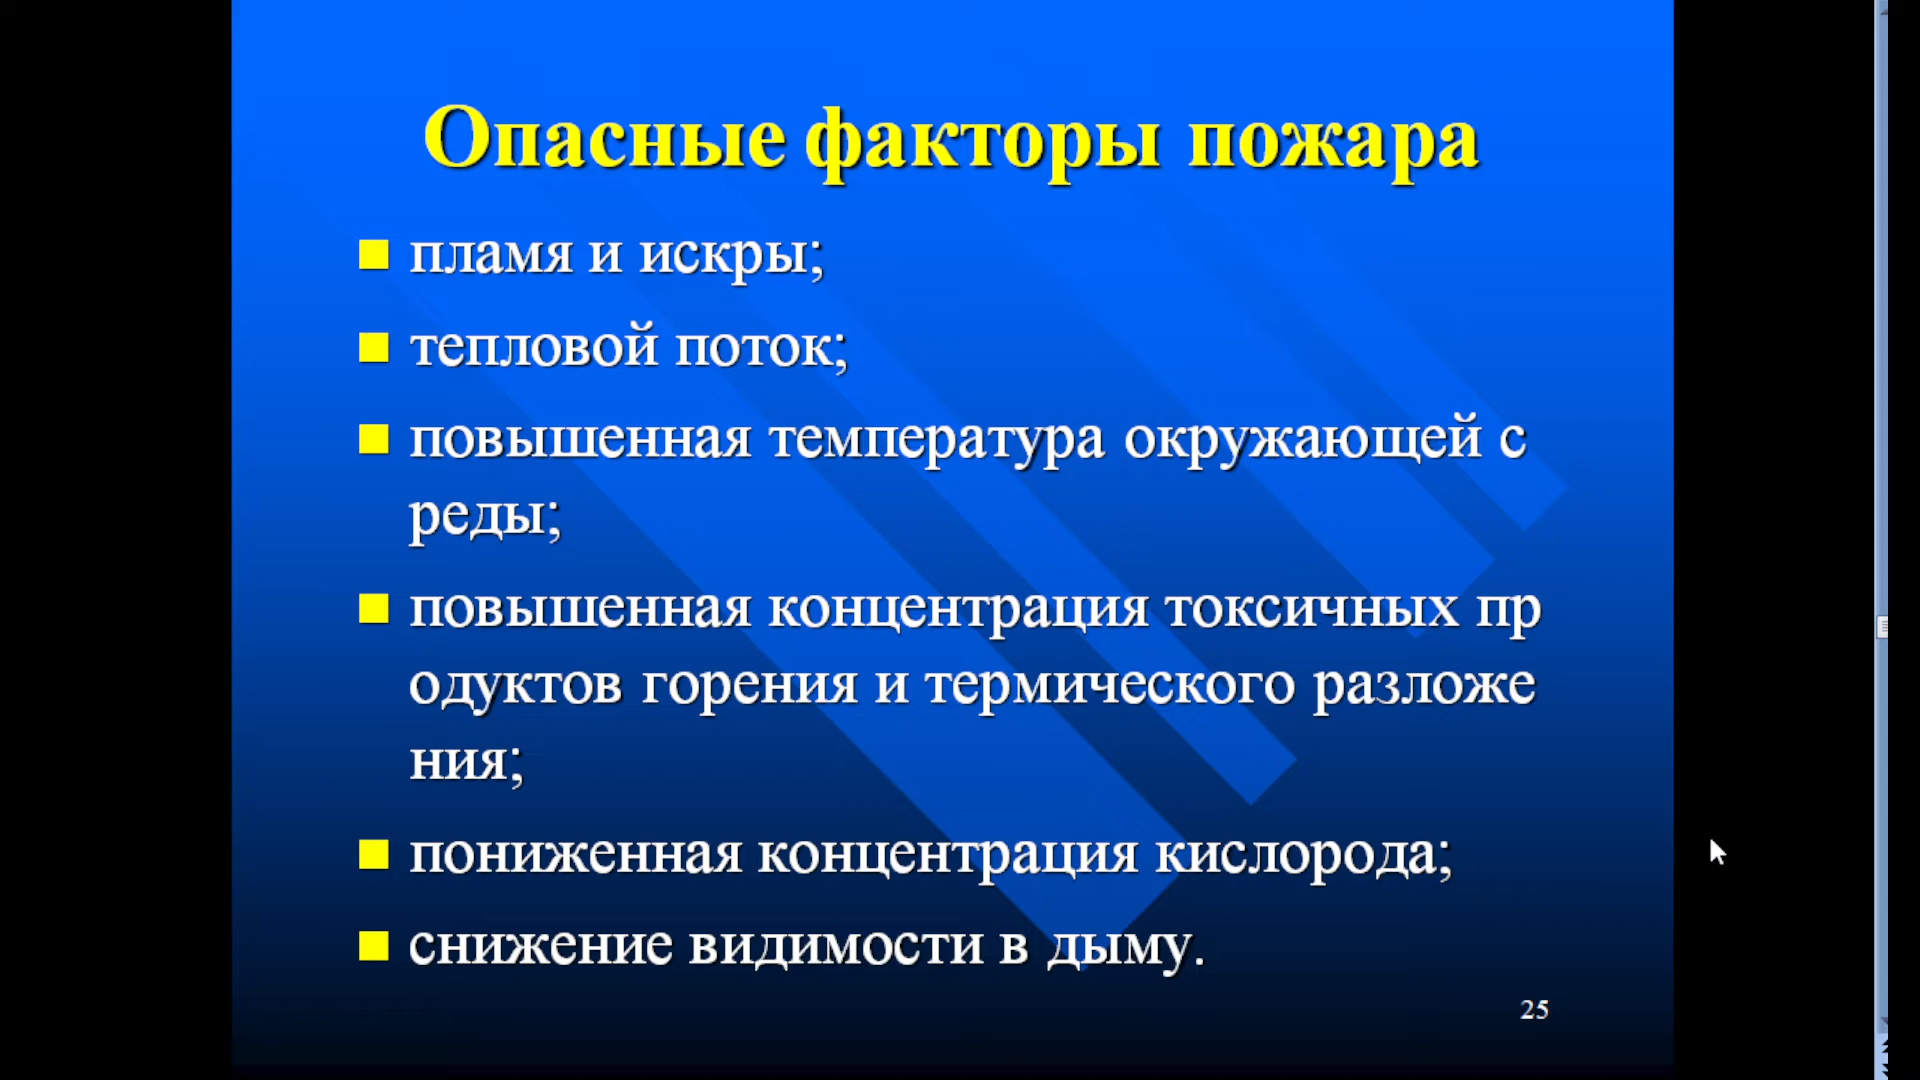 Опасные факторы пожара
пламя и искры;
тепловой поток;
повышенная температура окружающей с
реды;
повышенная концентрация токсичных пр
одуктов горения и термического разложе
ния;
пониженная концентрация кислорода;
снижение видимости в дыму.
25